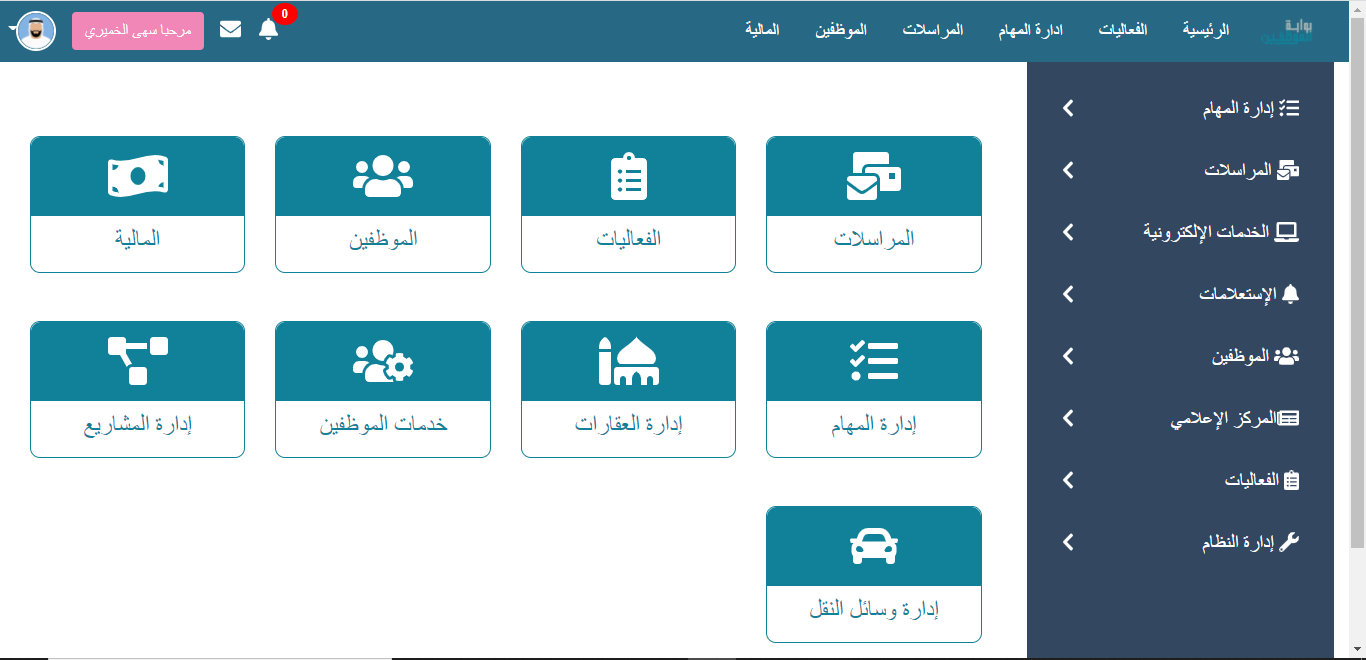 بوابة
الموظفين
الرئيسية
الفعاليات
ادارة المهام
المراسلات
الموظفين
المالية
0
مرحبا سهى الخميري
إدارة المهام
المراسلات
الخدمات الإلكترونية
الإستعلامات
الموظفين
المركز الإعلامي
الفعاليات
إدارة النظام
المراسلات
الفعاليات
الموظفين
المالية
إدارة المهام
إدارة العقارات
خدمات الموظفين
إدارة المشاريع
إدارة وسائل النقل